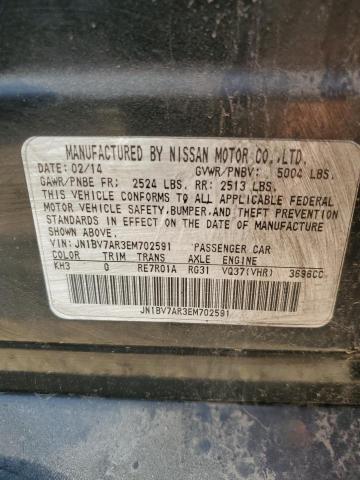 MANUFACTURED BY NISSAN MOTOR CO.,LTD.
DATE: 02/14 GVWR/PNBV: 5004 LBS.
GAWR/PNBE FR: 2524 LBS. RR: 2513 LBS.
THIS VEHICLE CONFORMS TO ALL APPLICABLE FEDERAL
MOTOR VEHICLE SAFETY,BUMPER,AND THEFT PREVENTION
STANDARDS IN EFFECT ON THE DATE OF MANUFACTURE
SHOWN ABOVE.
VIN: JN1BV7AR3EM702591 PASSENGER CAR
COLOR TRIM TRANS AXLE ENGINE
KH3 0 RE7R01A RG31 VQ37(VHR) 3696CC
JN1BV7AR3EM702591